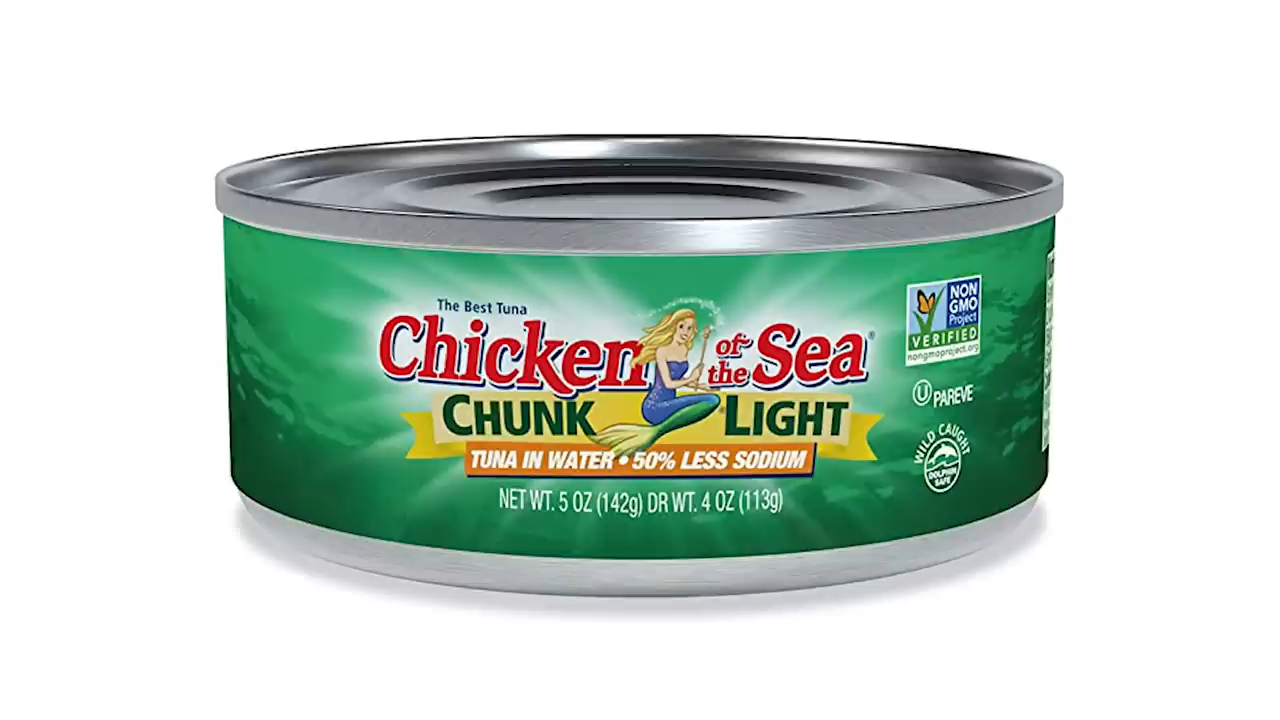 The Best Tuna
Chicken of the Sea®
CHUNK LIGHT
TUNA IN WATER • 50% LESS SODIUM
NET WT. 5 OZ (142g) DR WT. 4 OZ (113g)
NON
GMO
Project
VERIFIED
nongmoproject.org
U PAREVE
WILD CAUGHT
DOLPHIN
SAFE